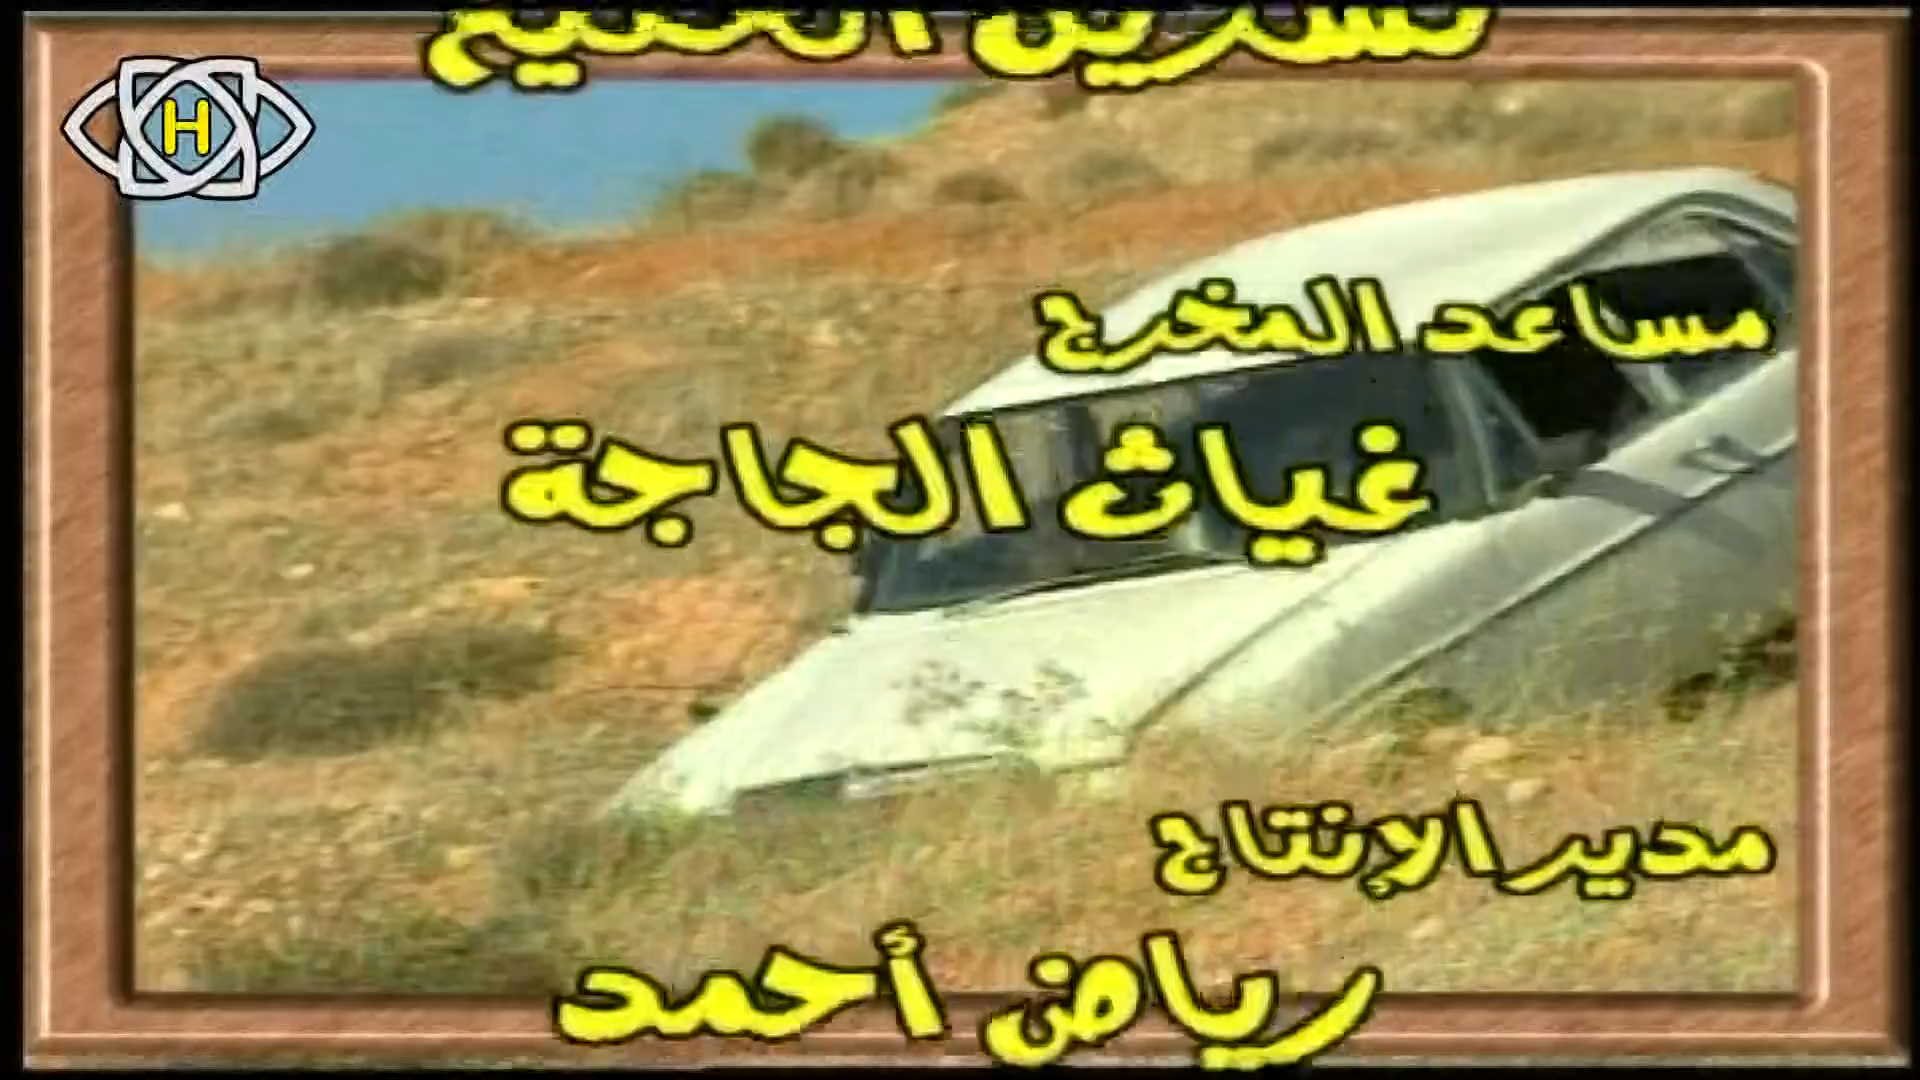 H
مساعد المخرج
غياث الجاجة
مدير الإنتاج
رياض أحمد